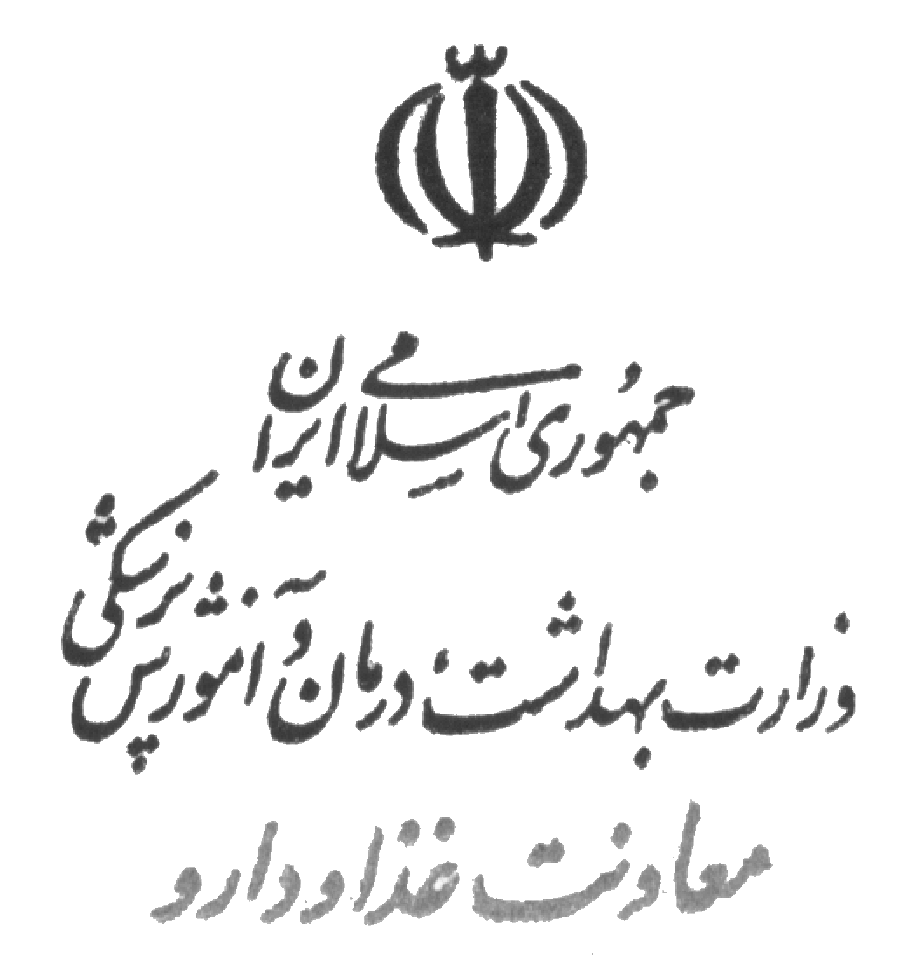 جمهوری اسلامی ایران
وزارت بهداشت، درمان و آموزش پزشکی
معاونت غذا و دارو